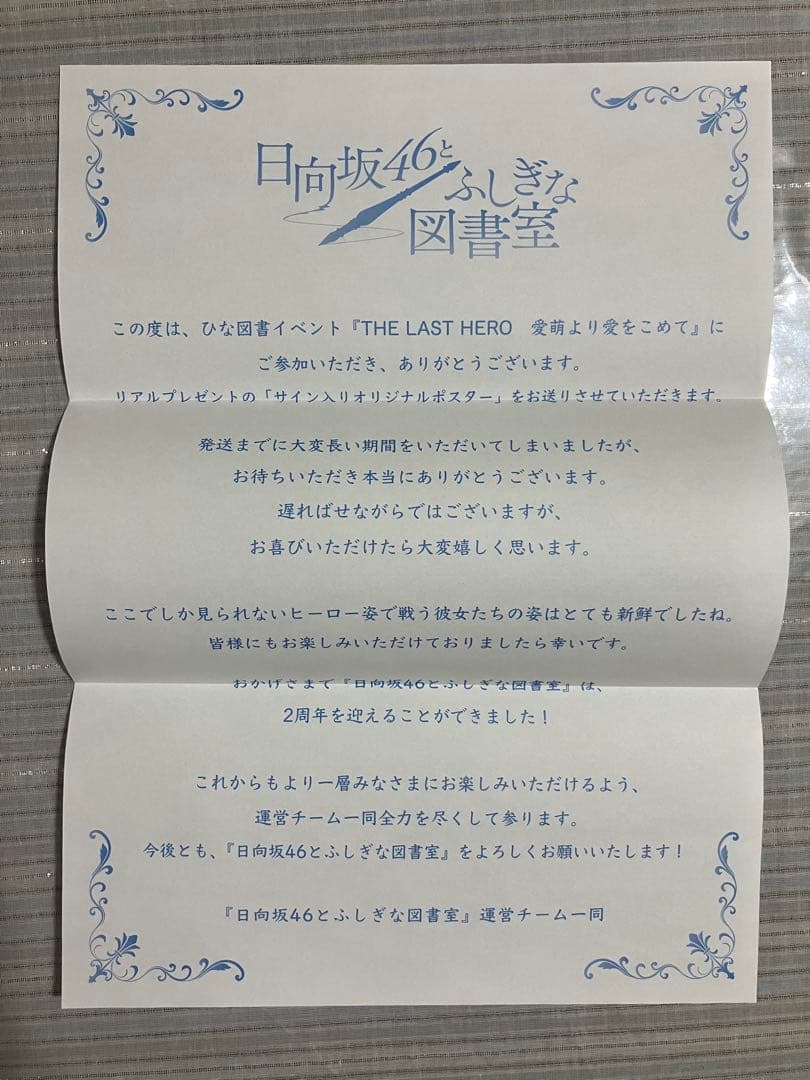 日向坂46と
ふしぎな
図書室
この度は、ひな図書イベント『THE LAST HERO　愛萌より愛をこめて』に
ご参加いただき、ありがとうございます。
リアルプレゼントの「サイン入りオリジナルポスター」をお送りさせていただきます。
発送までに大変長い期間をいただいてしまいましたが、
お待ちいただき本当にありがとうございます。
遅ればせながらではございますが、
お喜びいただけたら大変嬉しく思います。
ここでしか見られないヒーロー姿で戦う彼女たちの姿はとても新鮮でしたね。
皆様にもお楽しみいただけておりましたら幸いです。
おかげさまで『日向坂46とふしぎな図書室』は、
2周年を迎えることができました！
これからもより一層みなさまにお楽しみいただけるよう、
運営チーム一同全力を尽くして参ります。
今後とも、『日向坂46とふしぎな図書室』をよろしくお願いいたします！
『日向坂46とふしぎな図書室』運営チーム一同